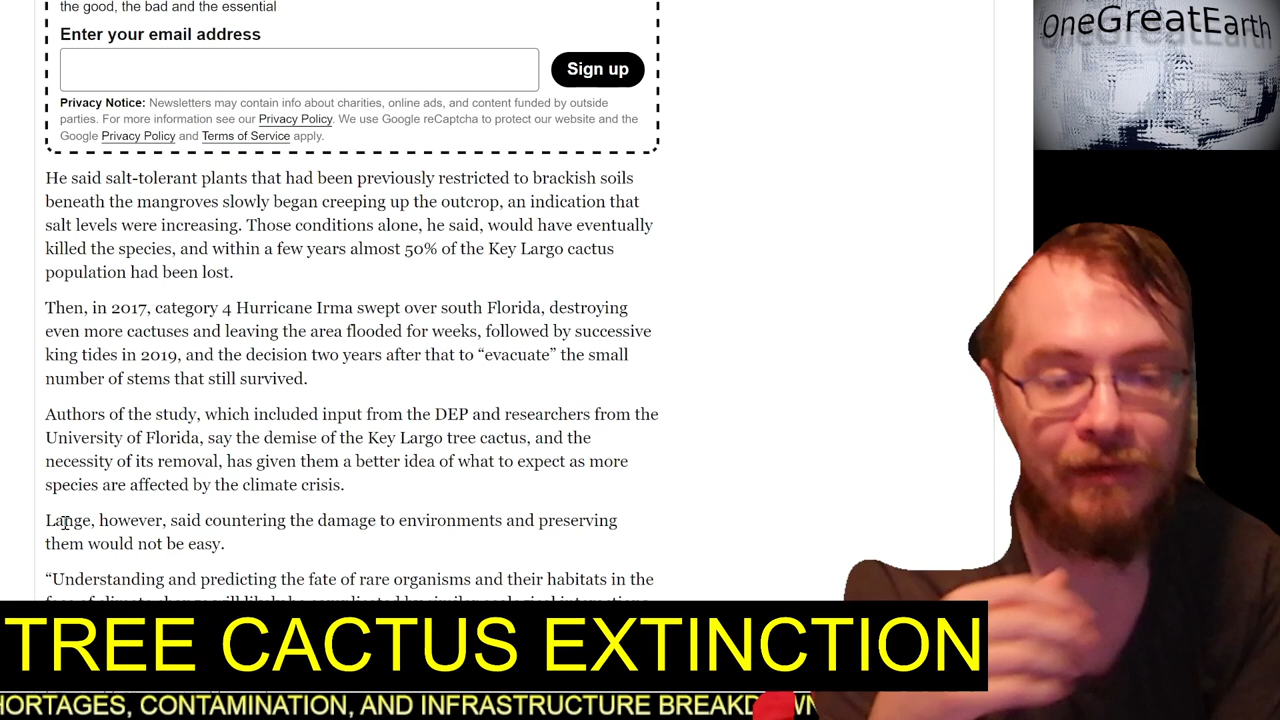 the good, the bad and the essential
Enter your email address
Sign up
Privacy Notice: Newsletters may contain info about charities, online ads, and content funded by outside
parties. For more information see our Privacy Policy. We use Google reCaptcha to protect our website and the
Google Privacy Policy and Terms of Service apply.
He said salt-tolerant plants that had been previously restricted to brackish soils
beneath the mangroves slowly began creeping up the outcrop, an indication that
salt levels were increasing. Those conditions alone, he said, would have eventually
killed the species, and within a few years almost 50% of the Key Largo cactus
population had been lost.
Then, in 2017, category 4 Hurricane Irma swept over south Florida, destroying
even more cactuses and leaving the area flooded for weeks, followed by successive
king tides in 2019, and the decision two years after that to “evacuate” the small
number of stems that still survived.
Authors of the study, which included input from the DEP and researchers from the
University of Florida, say the demise of the Key Largo tree cactus, and the
necessity of its removal, has given them a better idea of what to expect as more
species are affected by the climate crisis.
Lange, however, said countering the damage to environments and preserving
them would not be easy.
“Understanding and predicting the fate of rare organisms and their habitats in the
OneGreatEarth
TREE CACTUS EXTINCTION
HORTAGES, CONTAMINATION, AND INFRASTRUCTURE BREAKD WN